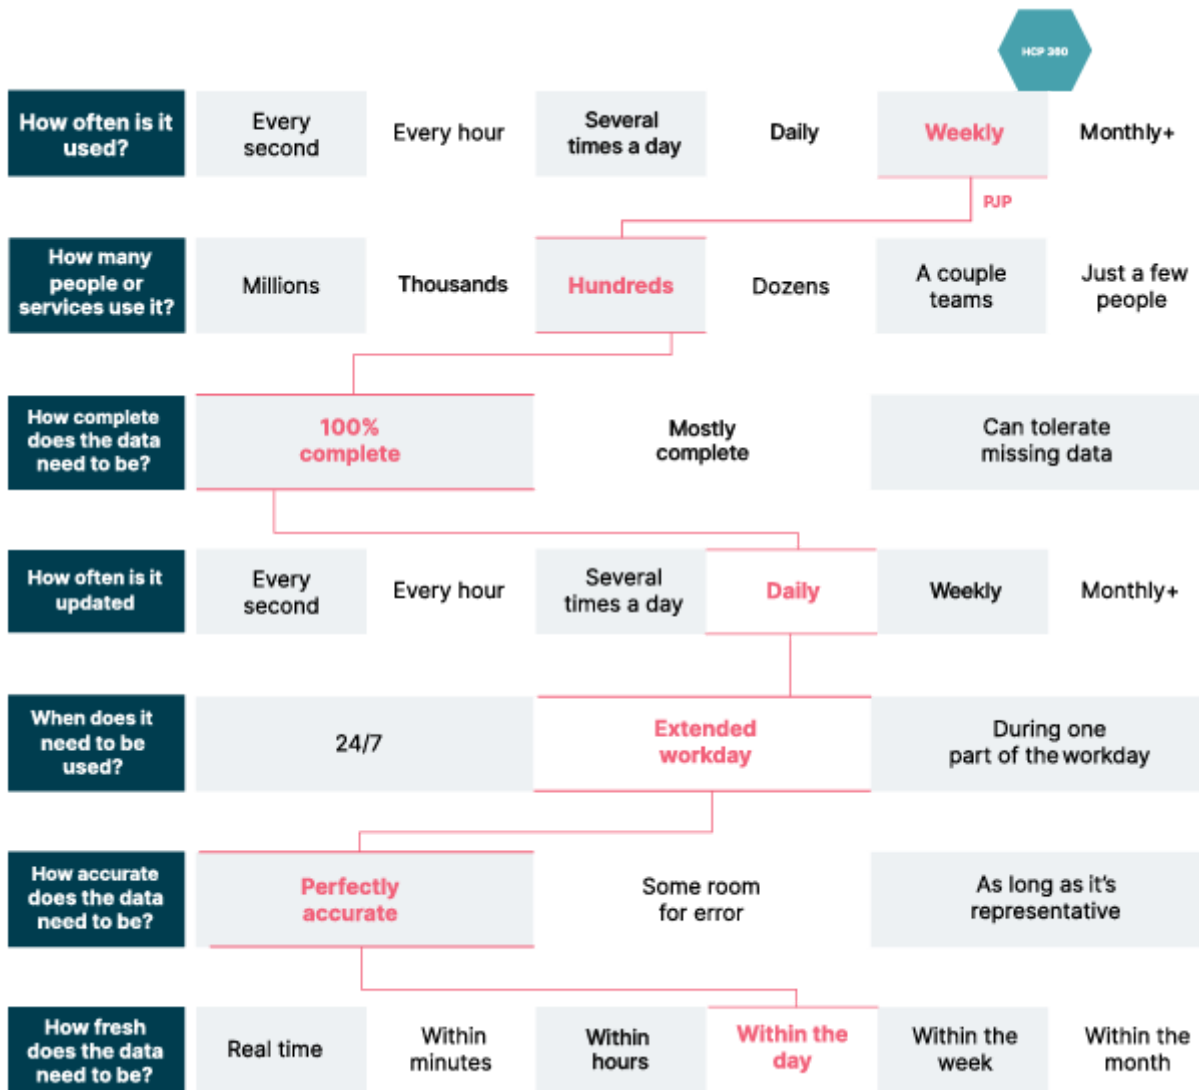 HCP 360
How often is it
used?
Every
second
Every hour
Several
times a day
Daily
Weekly
Monthly+
PJP
How many
people or
services use it?
Millions
Thousands
Hundreds
Dozens
A couple
teams
Just a few
people
How complete
does the data
need to be?
100%
complete
Mostly
complete
Can tolerate
missing data
How often is it
updated
Every
second
Every hour
Several
times a day
Daily
Weekly
Monthly+
When does it
need to be
used?
24/7
Extended
workday
During one
part of the workday
How accurate
does the data
need to be?
Perfectly
accurate
Some room
for error
As long as it's
representative
How fresh
does the data
need to be?
Real time
Within
minutes
Within
hours
Within the
day
Within the
week
Within the
month